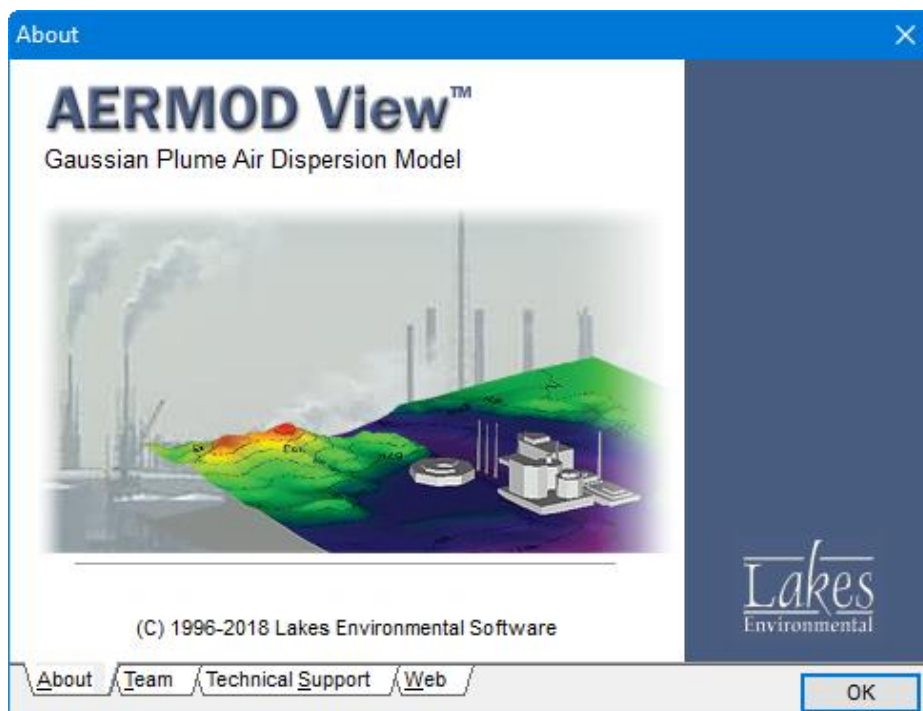 About
AERMOD View™
Gaussian Plume Air Dispersion Model
Lakes
Environmental
(C) 1996-2018 Lakes Environmental Software
About Team Technical Support Web
OK